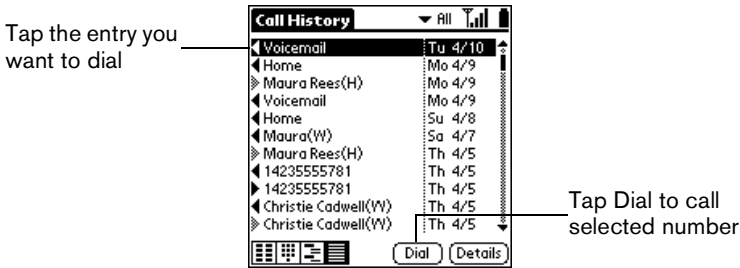 Tap the entry you
want to dial
Call History All
Voicemail Tu 4/10
Home Mo 4/9
Maura Rees(H) Mo 4/9
Voicemail Mo 4/9
Home Su 4/8
Maura(W) Sa 4/7
Maura Rees(H) Th 4/5
14235555781 Th 4/5
14235555781 Th 4/5
Christie Cadwell(W) Th 4/5
Christie Cadwell(W) Th 4/5
Dial Details
Tap Dial to call
selected number